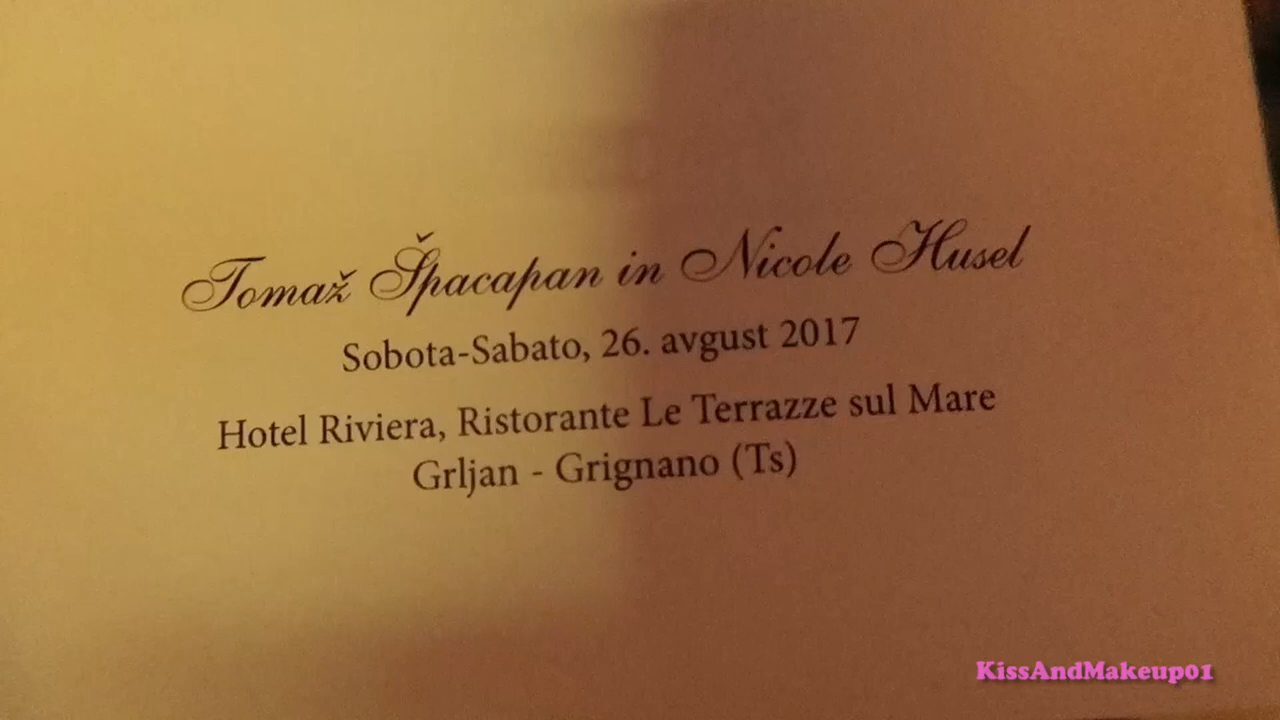 Tomaž Špacapan in Nicole Husel
Sobota-Sabato, 26. avgust 2017
Hotel Riviera, Ristorante Le Terrazze sul Mare
Grljan - Grignano (Ts)
KissAndMakeup01